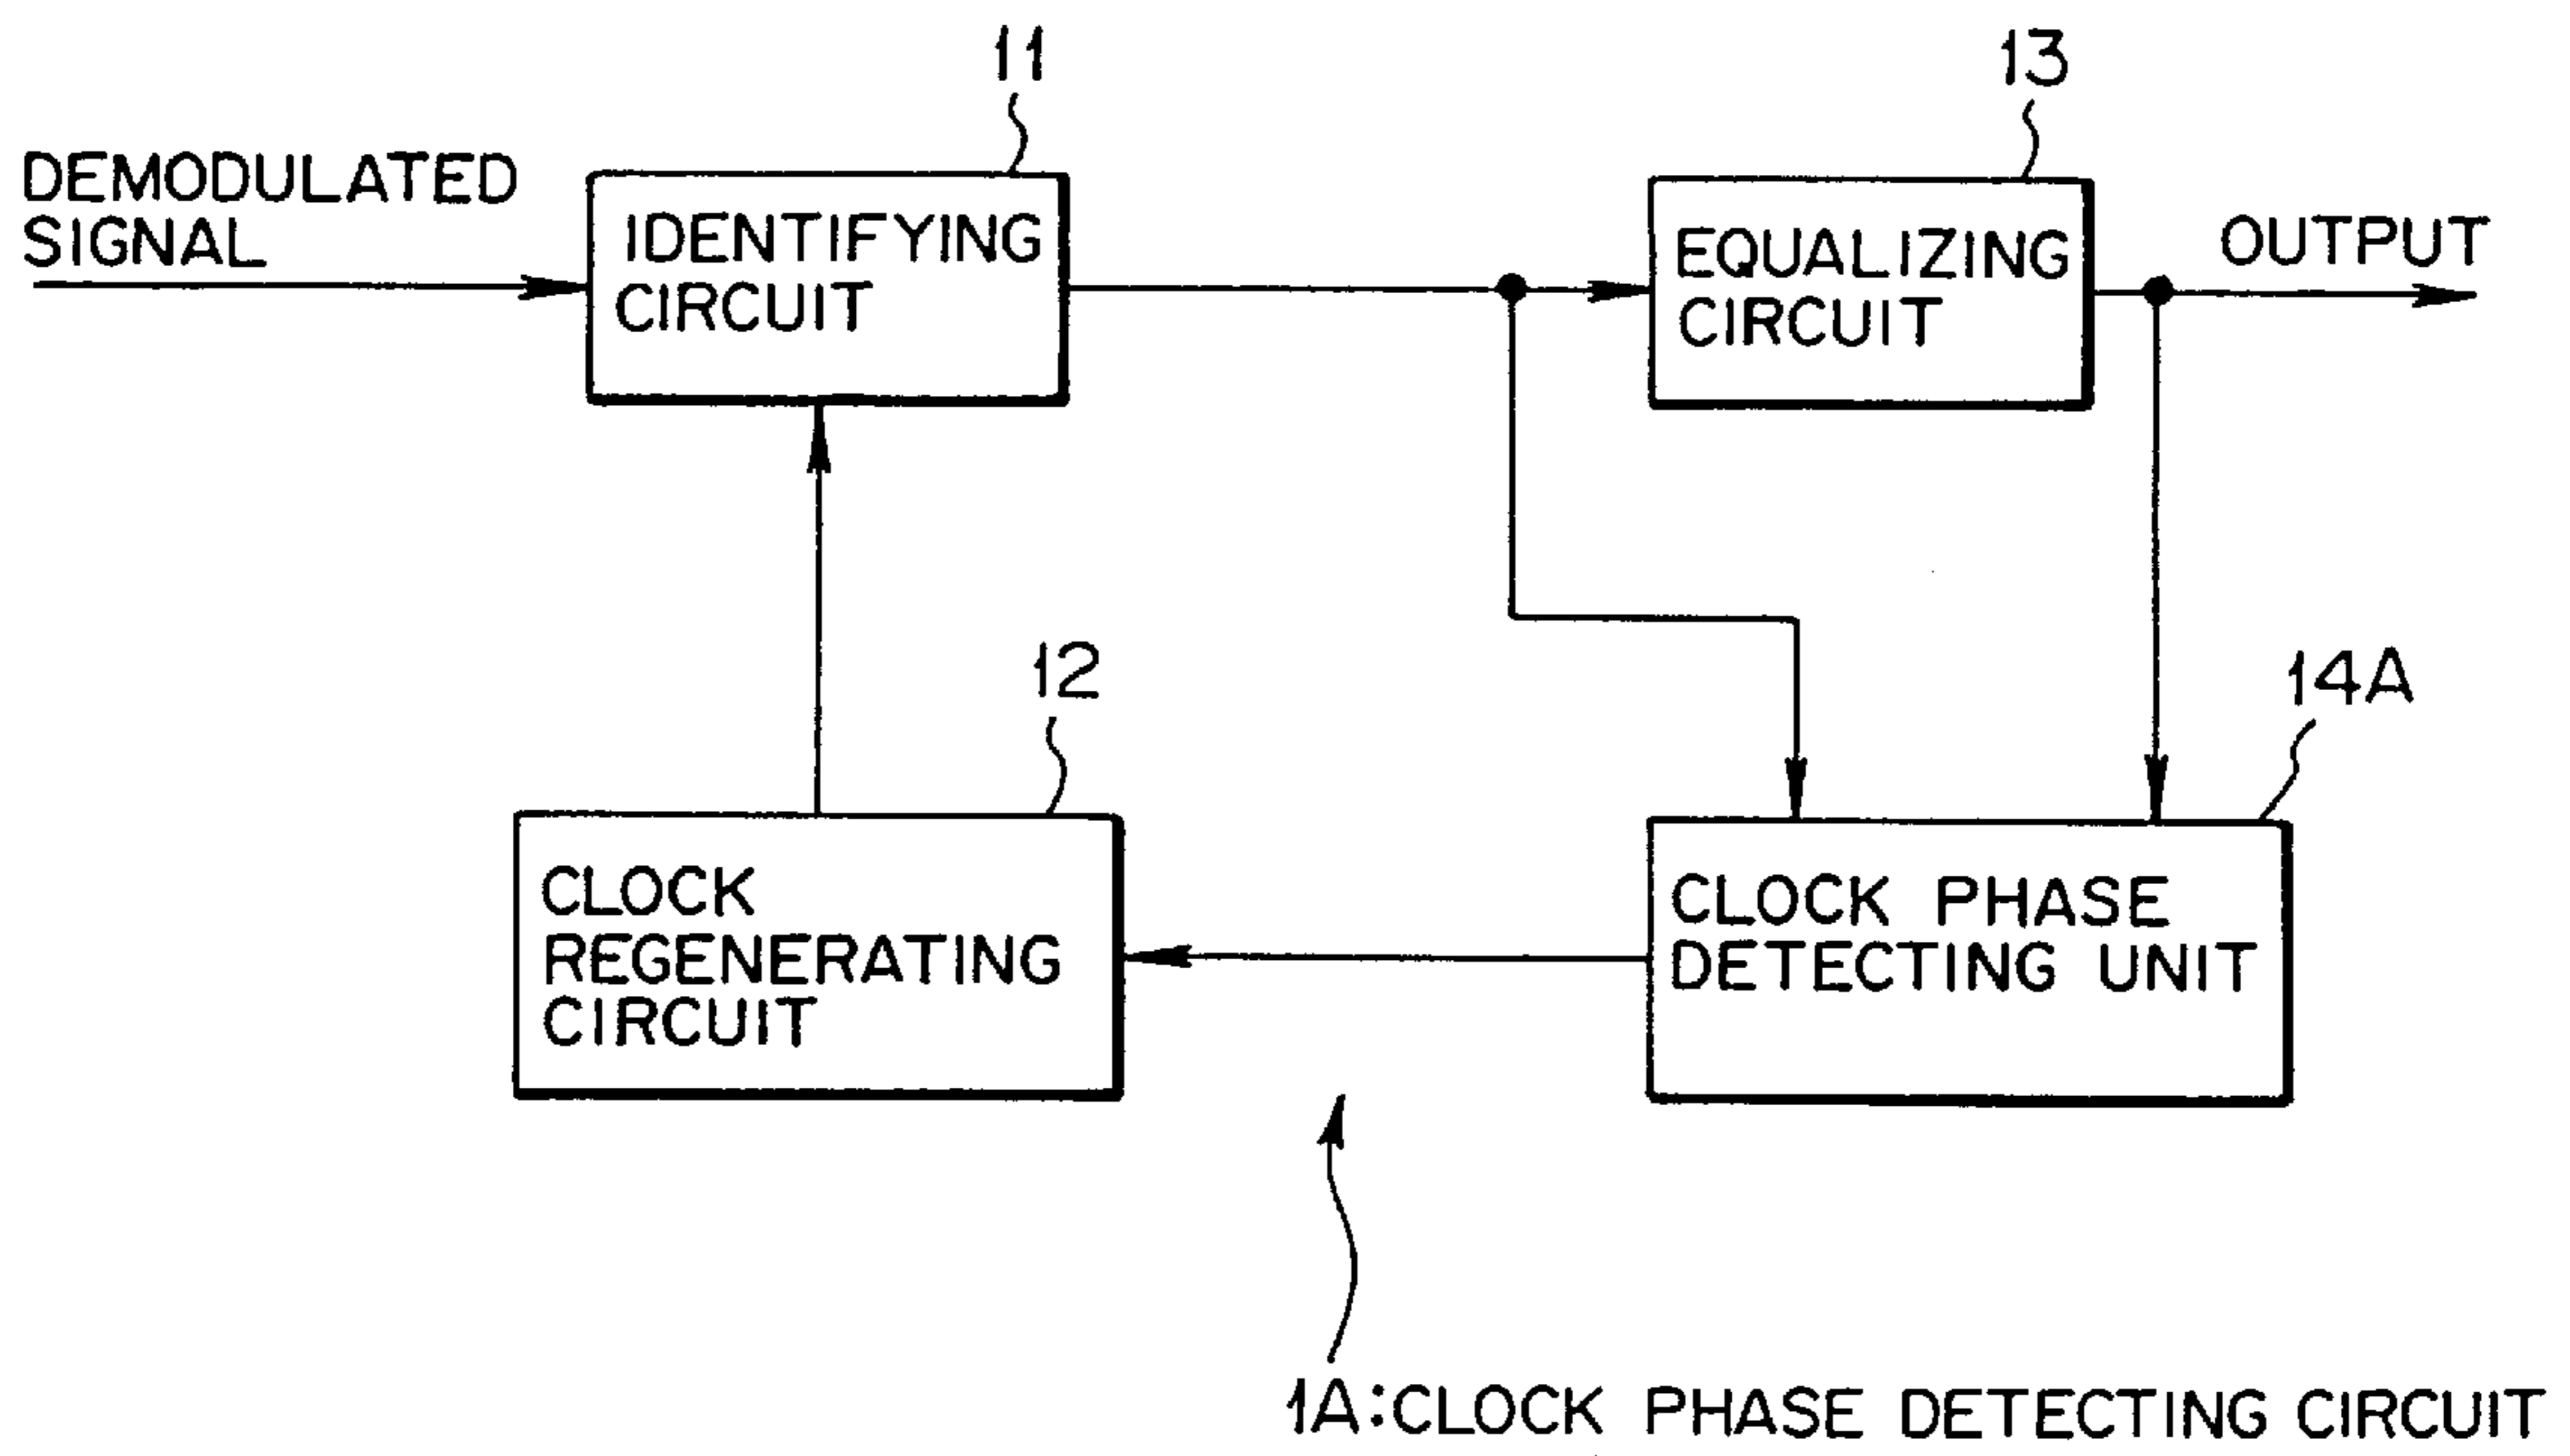 11
13
DEMODULATED
SIGNAL
IDENTIFYING
CIRCUIT
EQUALIZING
CIRCUIT
OUTPUT
12
14A
CLOCK
REGENERATING
CIRCUIT
CLOCK PHASE
DETECTING UNIT
1A:CLOCK PHASE DETECTING CIRCUIT